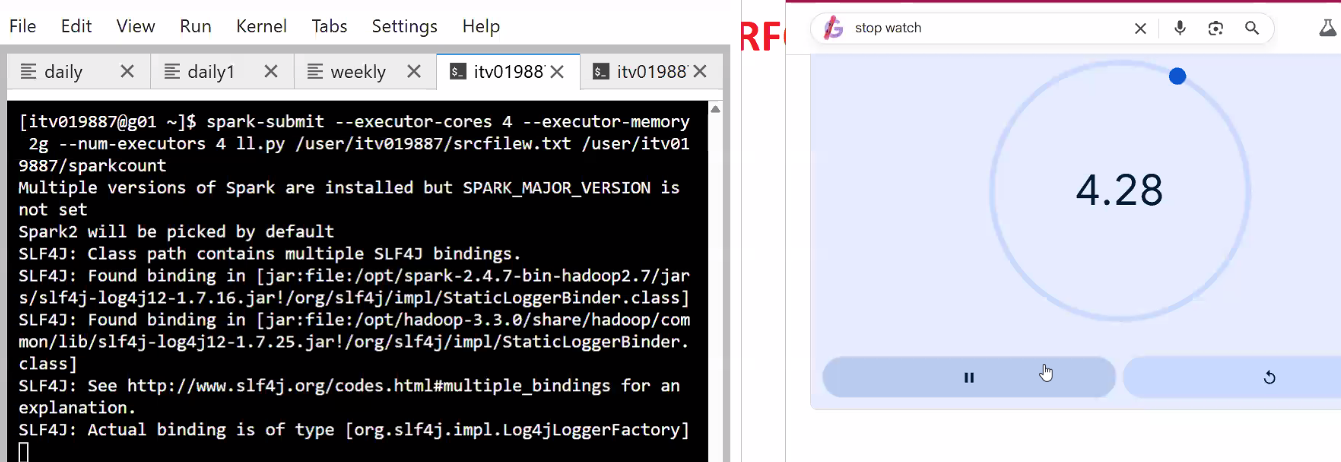 File Edit View Run Kernel Tabs Settings Help
daily daily1 weekly itv01988 itv01988
[itv019887@g01 ~]$ spark-submit --executor-cores 4 --executor-memory
2g --num-executors 4 ll.py /user/itv019887/srcfilew.txt /user/itv01
9887/sparkcount
Multiple versions of Spark are installed but SPARK_MAJOR_VERSION is
not set
Spark2 will be picked by default
SLF4J: Class path contains multiple SLF4J bindings.
SLF4J: Found binding in [jar:file:/opt/spark-2.4.7-bin-hadoop2.7/jar
s/slf4j-log4j12-1.7.16.jar!/org/slf4j/impl/StaticLoggerBinder.class]
SLF4J: Found binding in [jar:file:/opt/hadoop-3.3.0/share/hadoop/com
mon/lib/slf4j-log4j12-1.7.25.jar!/org/slf4j/impl/StaticLoggerBinder.
class]
SLF4J: See http://www.slf4j.org/codes.html#multiple_bindings for an
explanation.
SLF4J: Actual binding is of type [org.slf4j.impl.Log4jLoggerFactory]
RF
stop watch
4.28